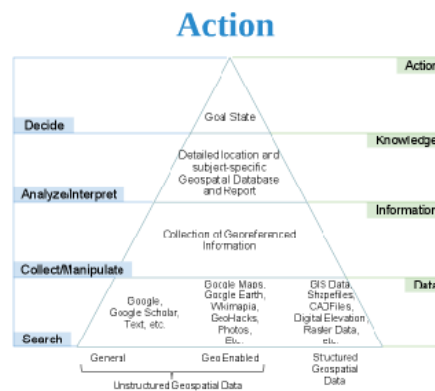 Action
Action
Goal State
Decide
Knowledge
Detailed location and
subject-specific
Geospatial Database
and Report
Analyze/Interpret
Information
Collection of Georeferenced
Information
Collect/Manipulate
Data
Google,
Google Scholar,
Text, etc.
Google Maps,
Google Earth,
Wikimapia,
GeoHacks,
Photos,
Etc.
GIS Data,
Shapefiles,
CADFiles,
Digital Elevation,
Raster Data,
etc.
Search
General
GeoEnabled
Structured
Geospatial
Data
Unstructured Geospatial Data